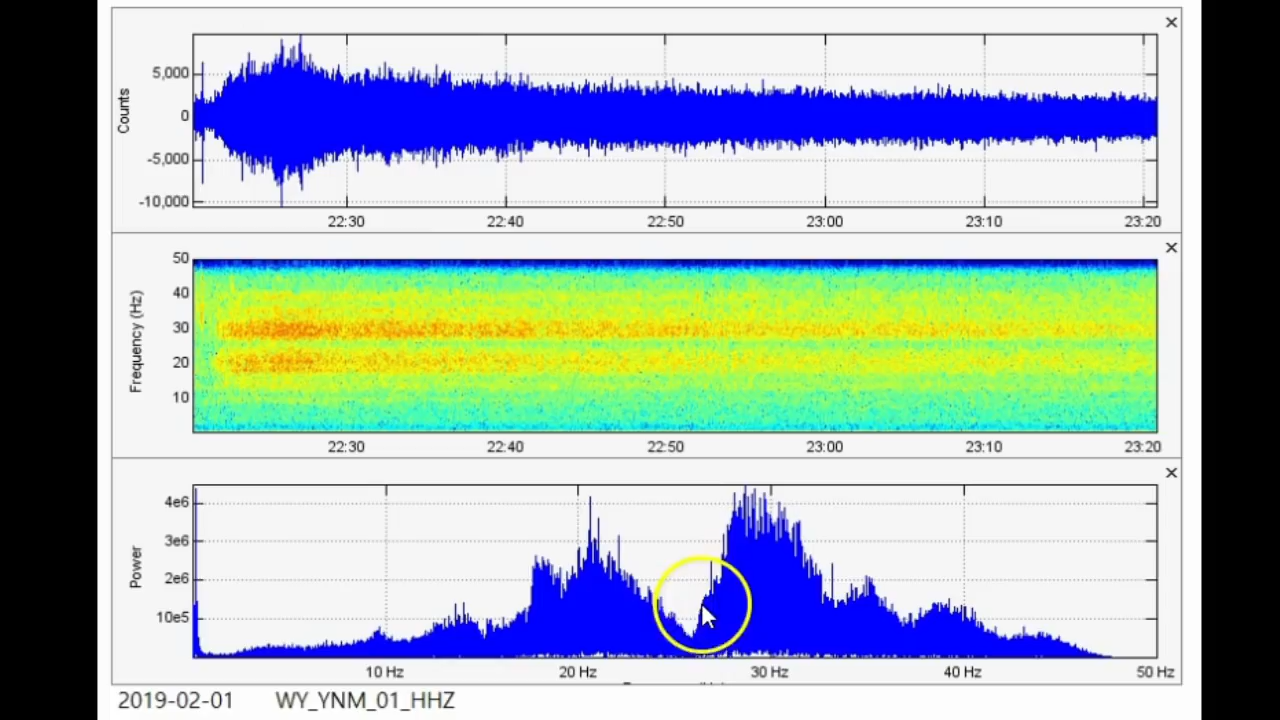 ×
Counts
5,000
0
-5,000
-10,000
22:30 22:40 22:50 23:00 23:10 23:20
×
Frequency (Hz)
50
40
30
20
10
22:30 22:40 22:50 23:00 23:10 23:20
×
Power
4e6
3e6
2e6
10e5
10 Hz 20 Hz 30 Hz 40 Hz 50 Hz
2019-02-01 WY_YNM_01_HHZ